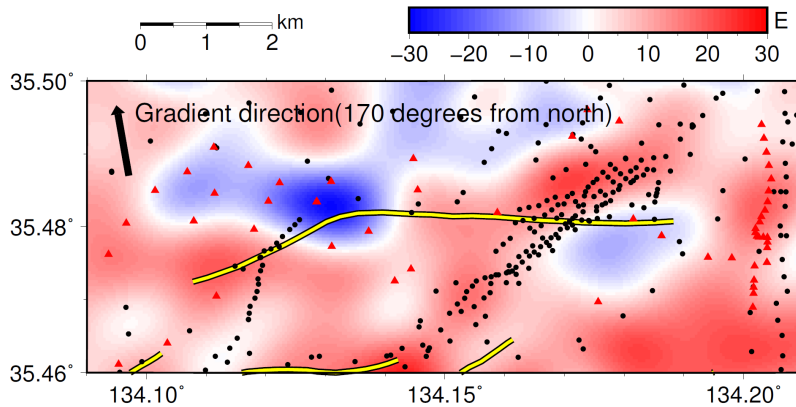 km
0 1 2
E
−30 −20 −10 0 10 20 30
35.50˚
Gradient direction(170 degrees from north)
35.48˚
35.46˚
134.10˚ 134.15˚ 134.20˚